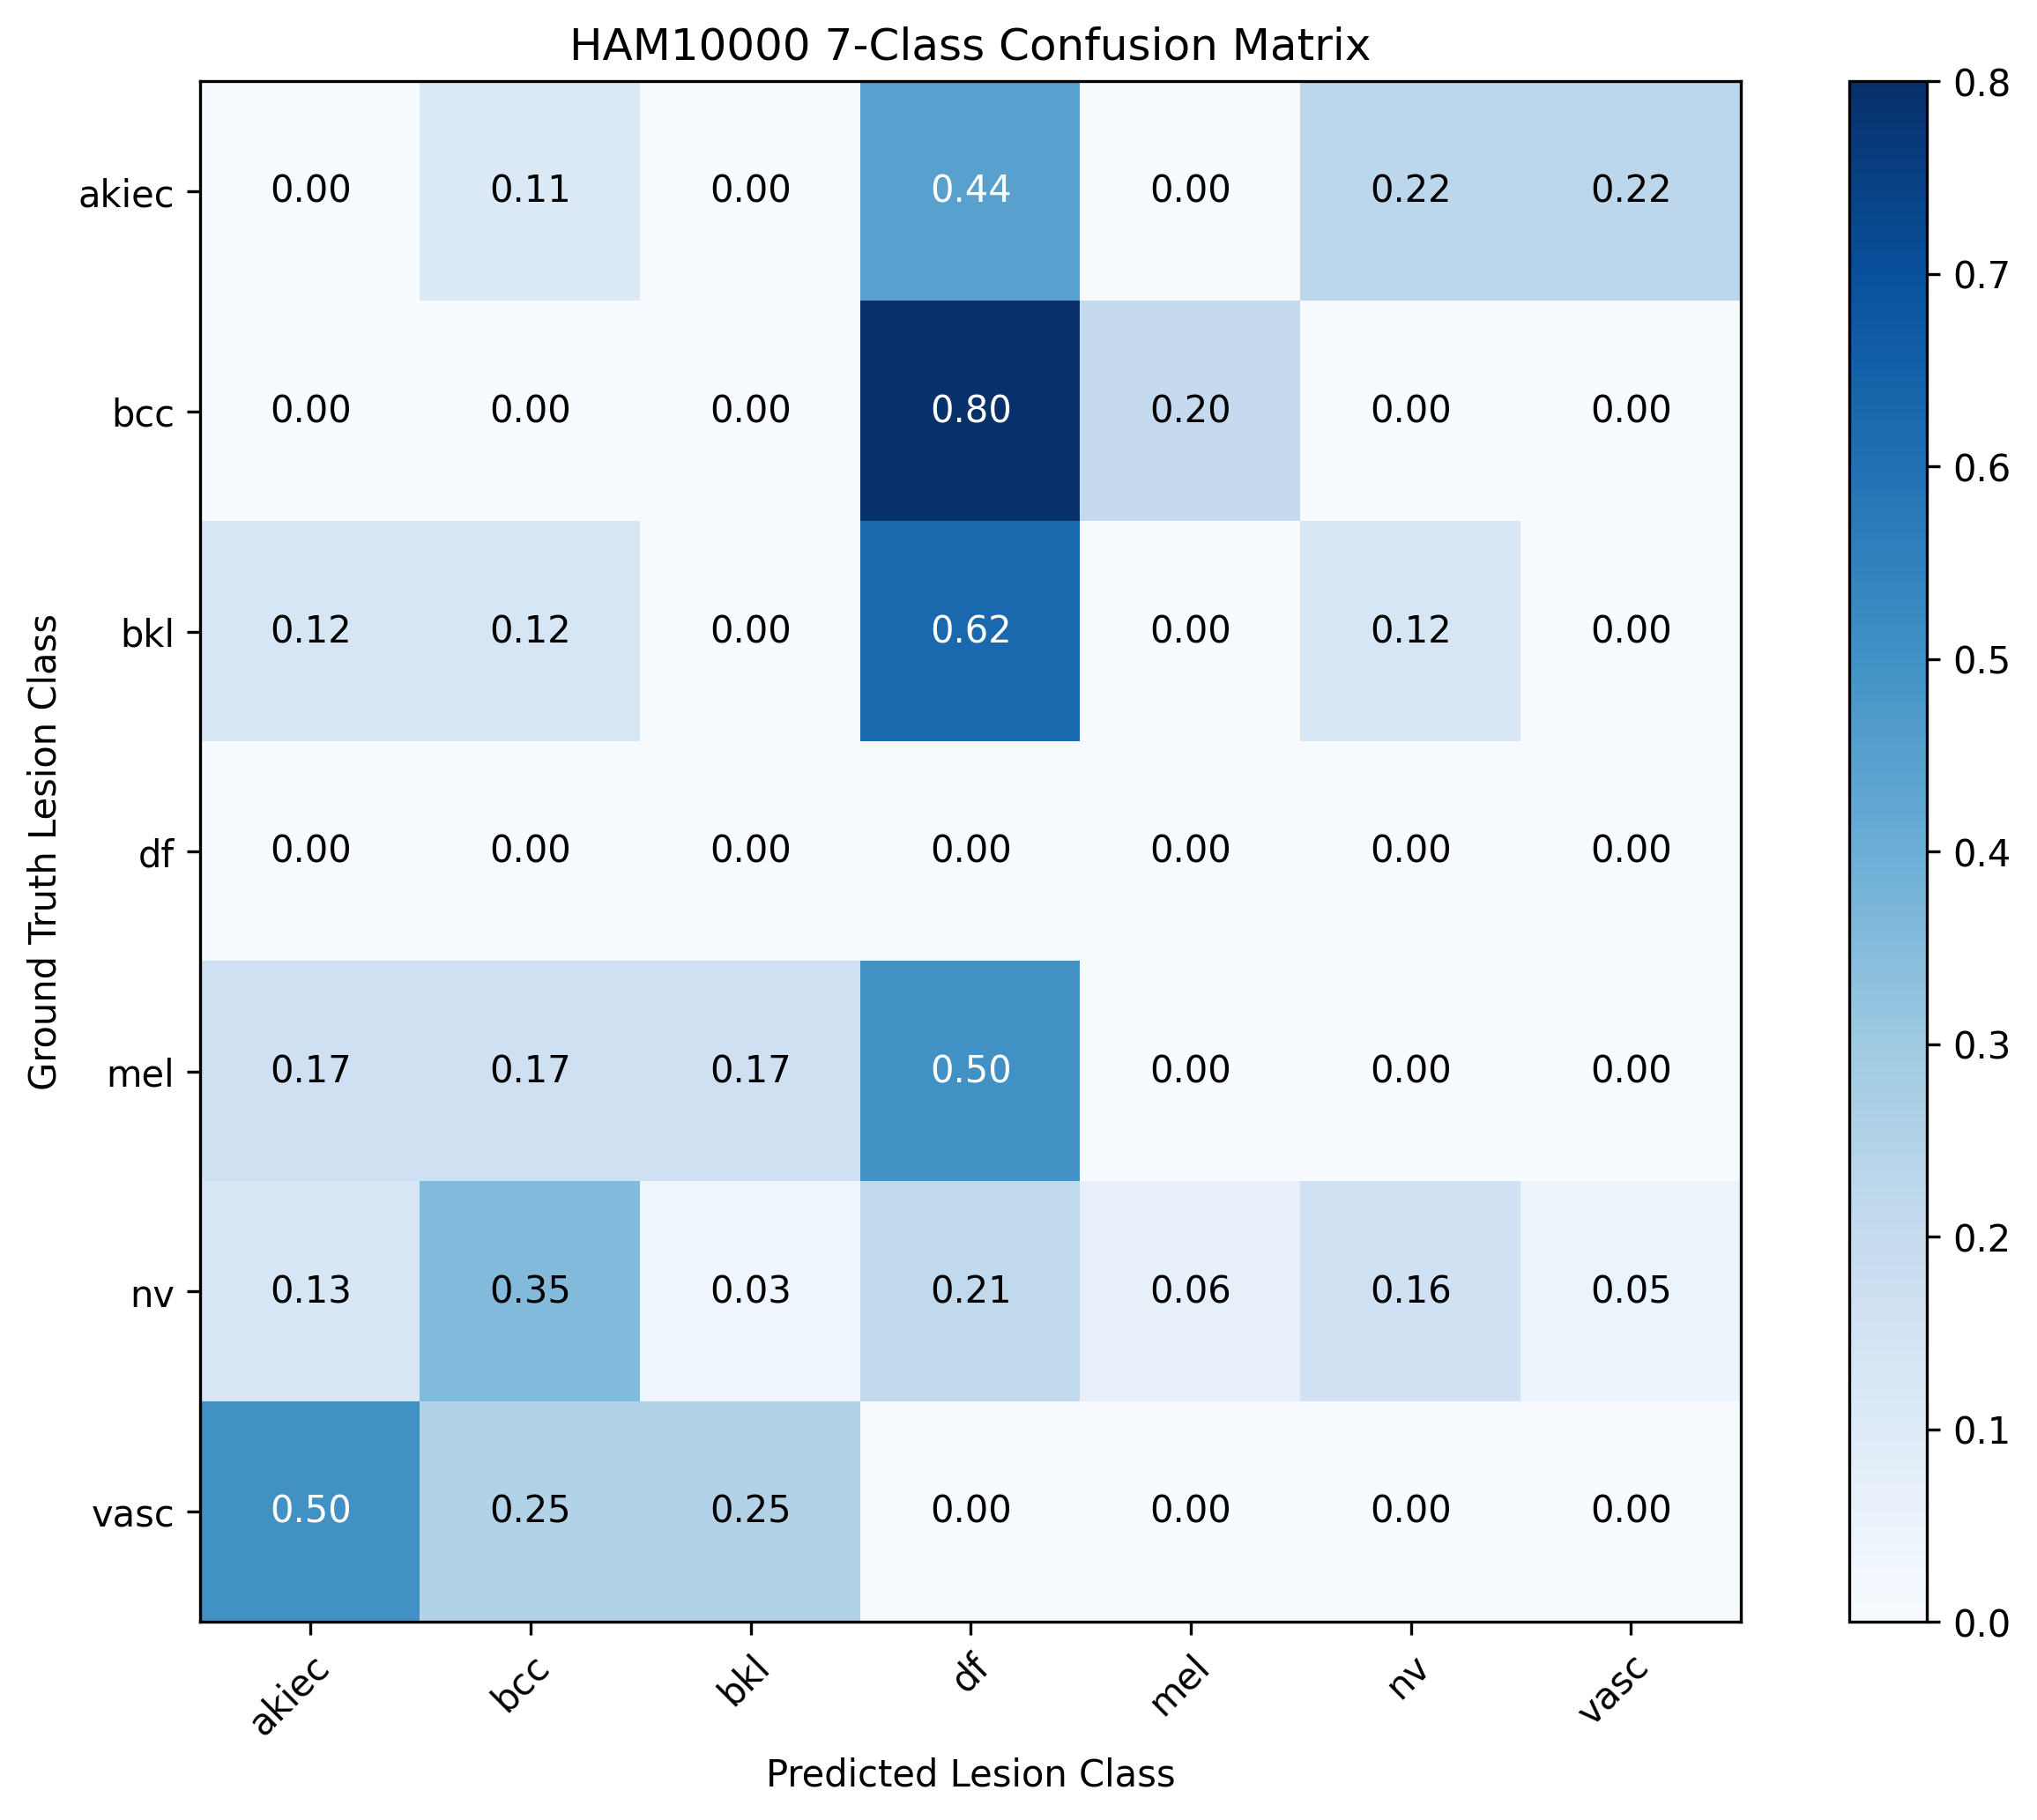 HAM10000 7-Class Confusion Matrix
akiec 0.00 0.11 0.00 0.44 0.00 0.22 0.22
bcc 0.00 0.00 0.00 0.80 0.20 0.00 0.00
bkl 0.12 0.12 0.00 0.62 0.00 0.12 0.00
df 0.00 0.00 0.00 0.00 0.00 0.00 0.00
mel 0.17 0.17 0.17 0.50 0.00 0.00 0.00
nv 0.13 0.35 0.03 0.21 0.06 0.16 0.05
vasc 0.50 0.25 0.25 0.00 0.00 0.00 0.00
akiec bcc bkl df mel nv vasc
Predicted Lesion Class
Ground Truth Lesion Class
0.8
0.7
0.6
0.5
0.4
0.3
0.2
0.1
0.0